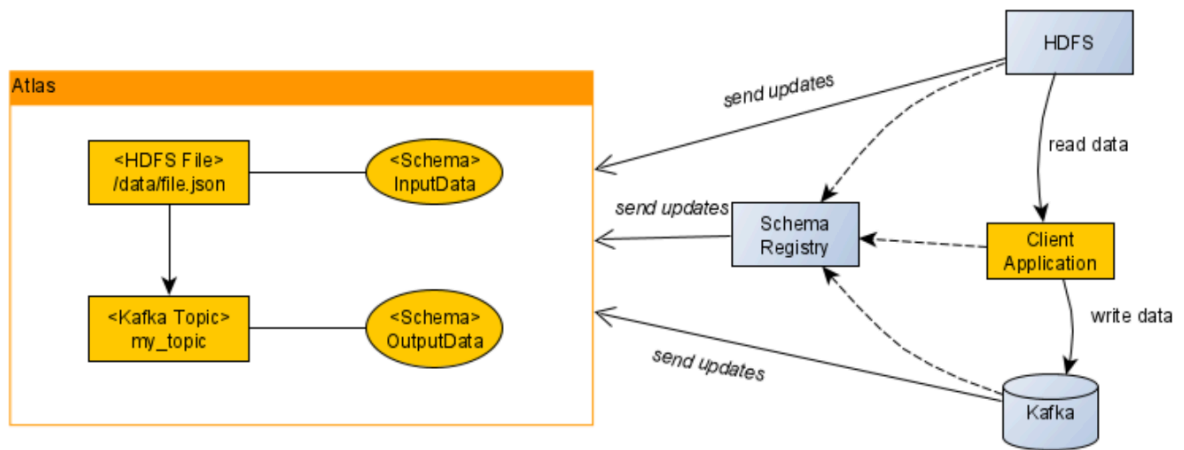 HDFS
Atlas
send updates
<HDFS File>
/data/file.json
<Schema>
InputData
read data
send updates
Schema
Registry
Client
Application
<Kafka Topic>
my_topic
<Schema>
OutputData
write data
send updates
Kafka